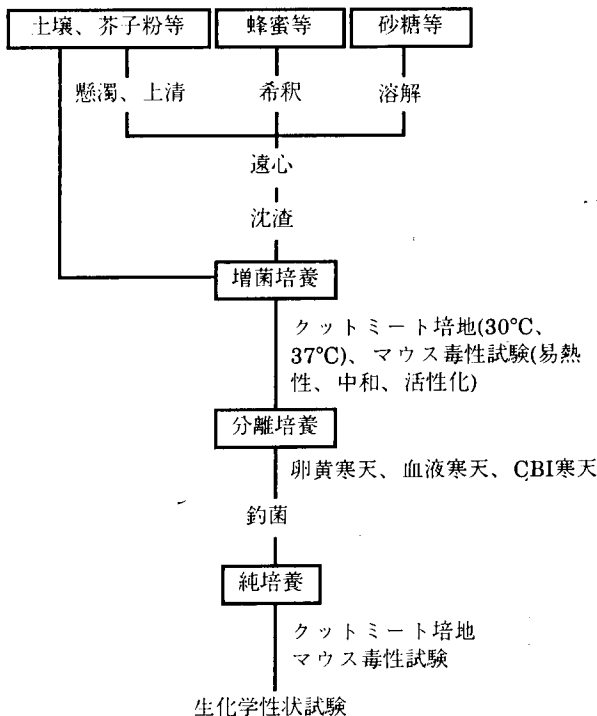 土壌、芥子粉等
蜂蜜等
砂糖等
懸濁、上清
希釈
溶解
遠心
沈渣
増菌培養
クットミート培地(30°C、
37°C)、マウス毒性試験(易熱
性、中和、活性化)
分離培養
卵黄寒天、血液寒天、CBI寒天
釣菌
純培養
クットミート培地
マウス毒性試験
生化学性状試験